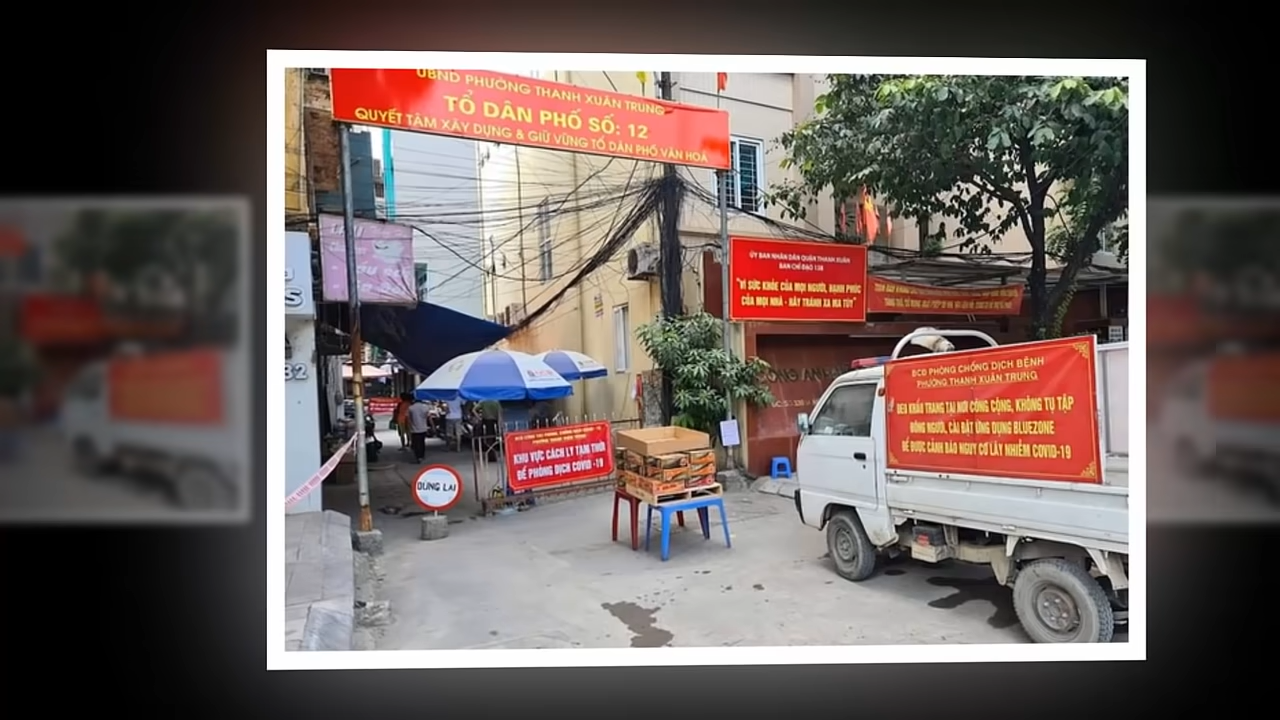 UBND PHƯỜNG THANH XUÂN TRUNG
TỔ DÂN PHỐ SỐ: 12
QUYẾT TÂM XÂY DỰNG & GIỮ VỮNG TỔ DÂN PHỐ VĂN HOÁ
ỦY BAN NHÂN DÂN QUẬN THANH XUÂN
BAN CHỈ ĐẠO 138
"VÌ SỨC KHỎE CỦA MỌI NGƯỜI, HẠNH PHÚC
CỦA MỌI NHÀ - HÃY TRÁNH XA MA TÚY"
BCĐ PHÒNG CHỐNG DỊCH BỆNH
PHƯỜNG THANH XUÂN TRUNG
ĐEO KHẨU TRANG TẠI NƠI CÔNG CỘNG, KHÔNG TỤ TẬP
ĐÔNG NGƯỜI, CÀI ĐẶT ỨNG DỤNG BLUEZONE
ĐỂ ĐƯỢC CẢNH BÁO NGUY CƠ LÂY NHIỄM COVID-19
KHU VỰC CÁCH LY TẠM THỜI
ĐỂ PHÒNG DỊCH COVID -19
DỪNG LẠI
32